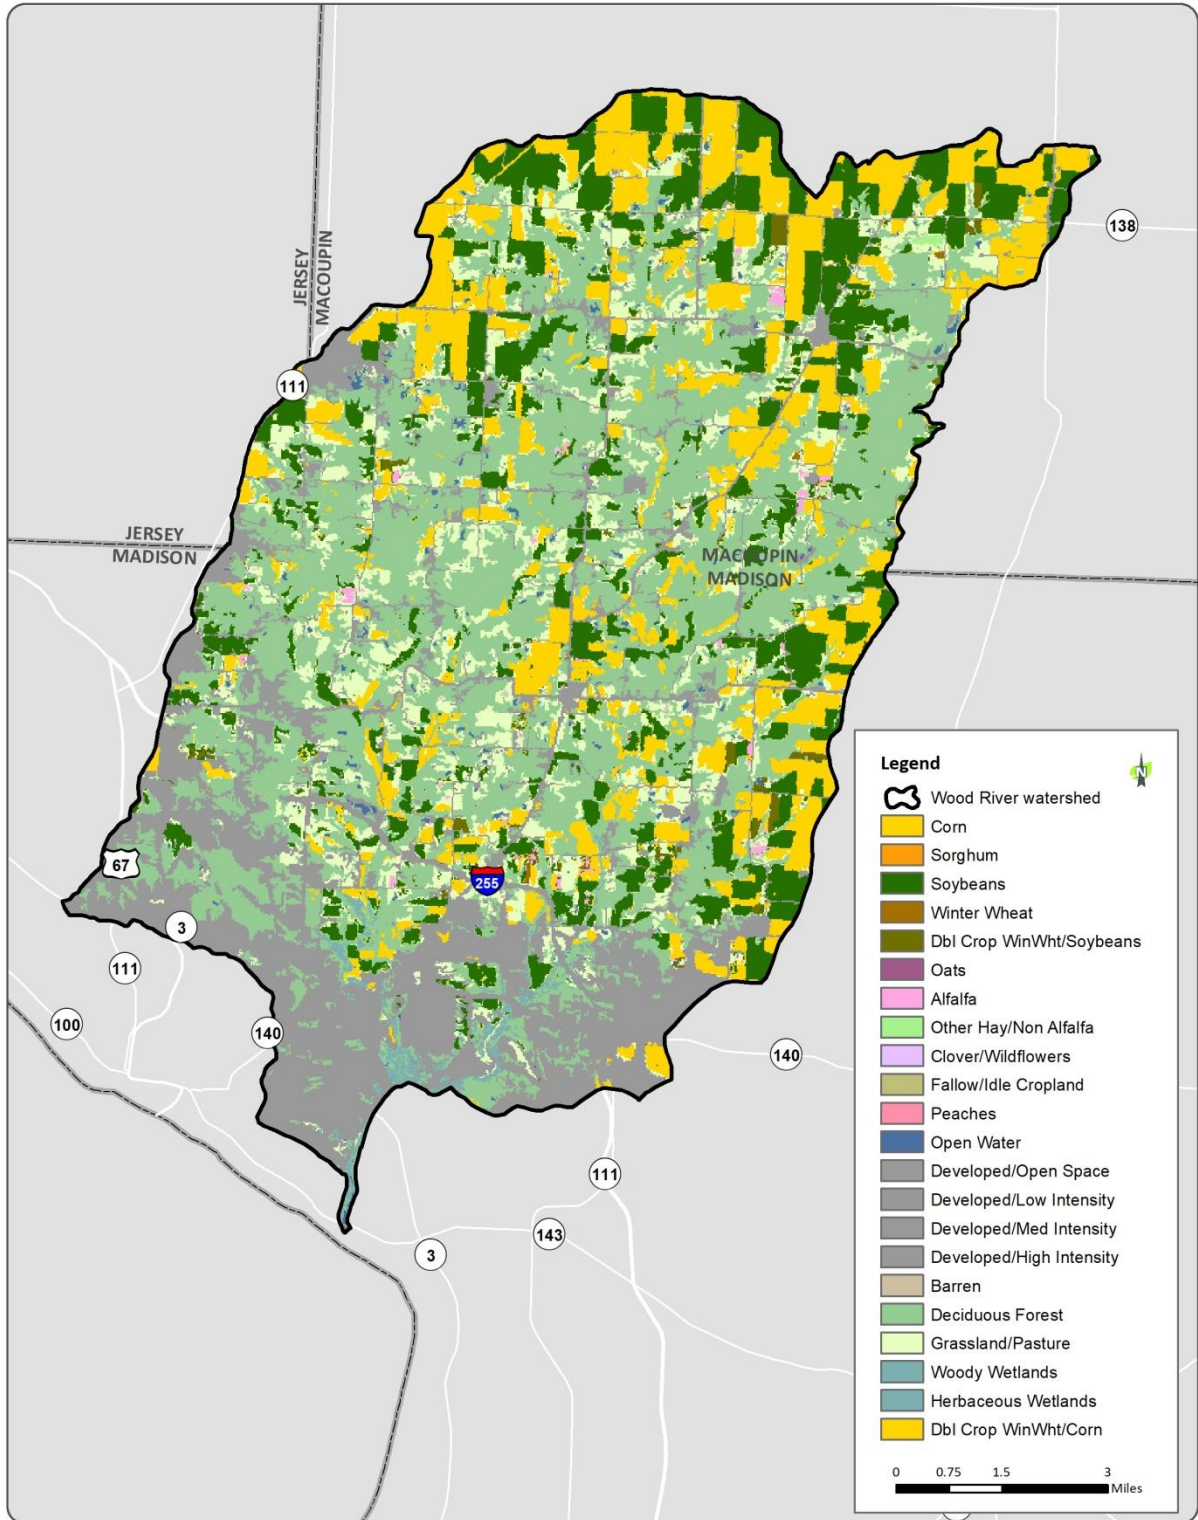 138
JERSEY
MACOUPIN
111
JERSEY
MADISON
MACOUPIN
MADISON
67
255
3
111
100
140
140
111
143
3
Legend
N
Wood River watershed
Corn
Sorghum
Soybeans
Winter Wheat
Dbl Crop WinWht/Soybeans
Oats
Alfalfa
Other Hay/Non Alfalfa
Clover/Wildflowers
Fallow/Idle Cropland
Peaches
Open Water
Developed/Open Space
Developed/Low Intensity
Developed/Med Intensity
Developed/High Intensity
Barren
Deciduous Forest
Grassland/Pasture
Woody Wetlands
Herbaceous Wetlands
Dbl Crop WinWht/Corn
0 0.75 1.5 3
Miles